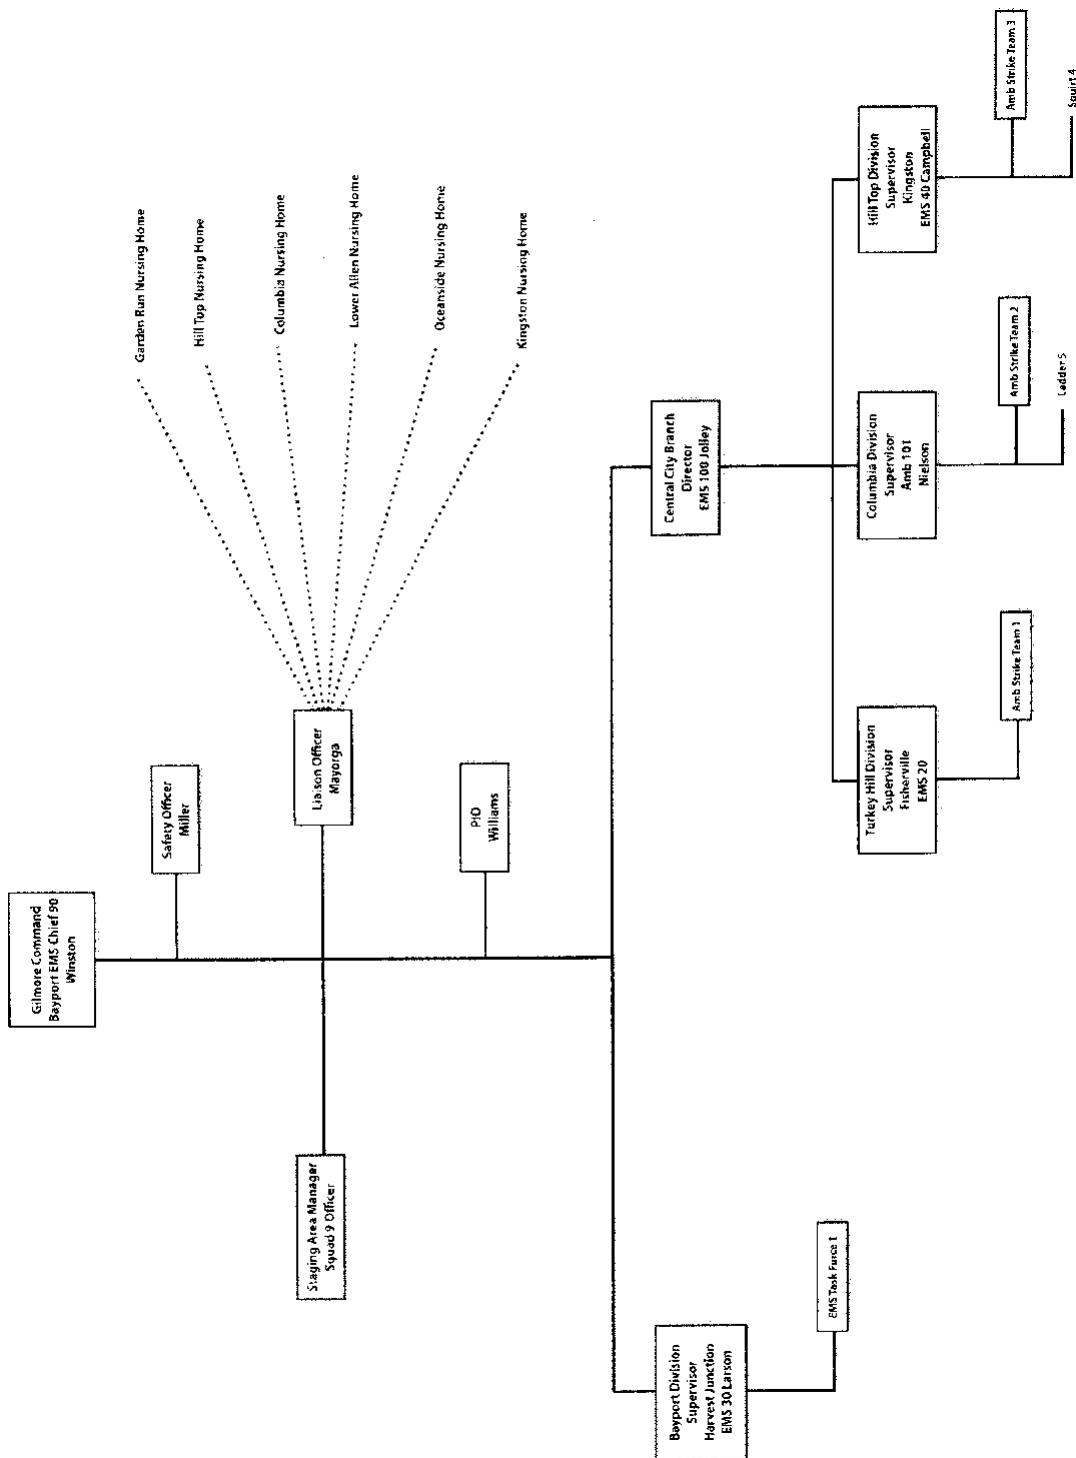 Gilmore Command
Bayport EMS Chief 90
Winston
Safety Officer
Miller
Staging Area Manager
Squad 9 Officer
Liaison Officer
Mayorga
Garden Run Nursing Home
Hill Top Nursing Home
Columbia Nursing Home
Lower Allen Nursing Home
Oceanside Nursing Home
Kingston Nursing Home
PIO
Williams
Bayport Division
Supervisor
Harvest Junction
EMS 30 Larson
EMS Task Force 1
Central City Branch
Director
EMS 100 Jolley
Turkey Hill Division
Supervisor
Fisherville
EMS 20
Amb Strike Team 1
Columbia Division
Supervisor
Amb 101
Nielson
Amb Strike Team 2
Ladder 5
Hill Top Division
Supervisor
Kingston
EMS 40 Campbell
Amb Strike Team 3
Squirt 4